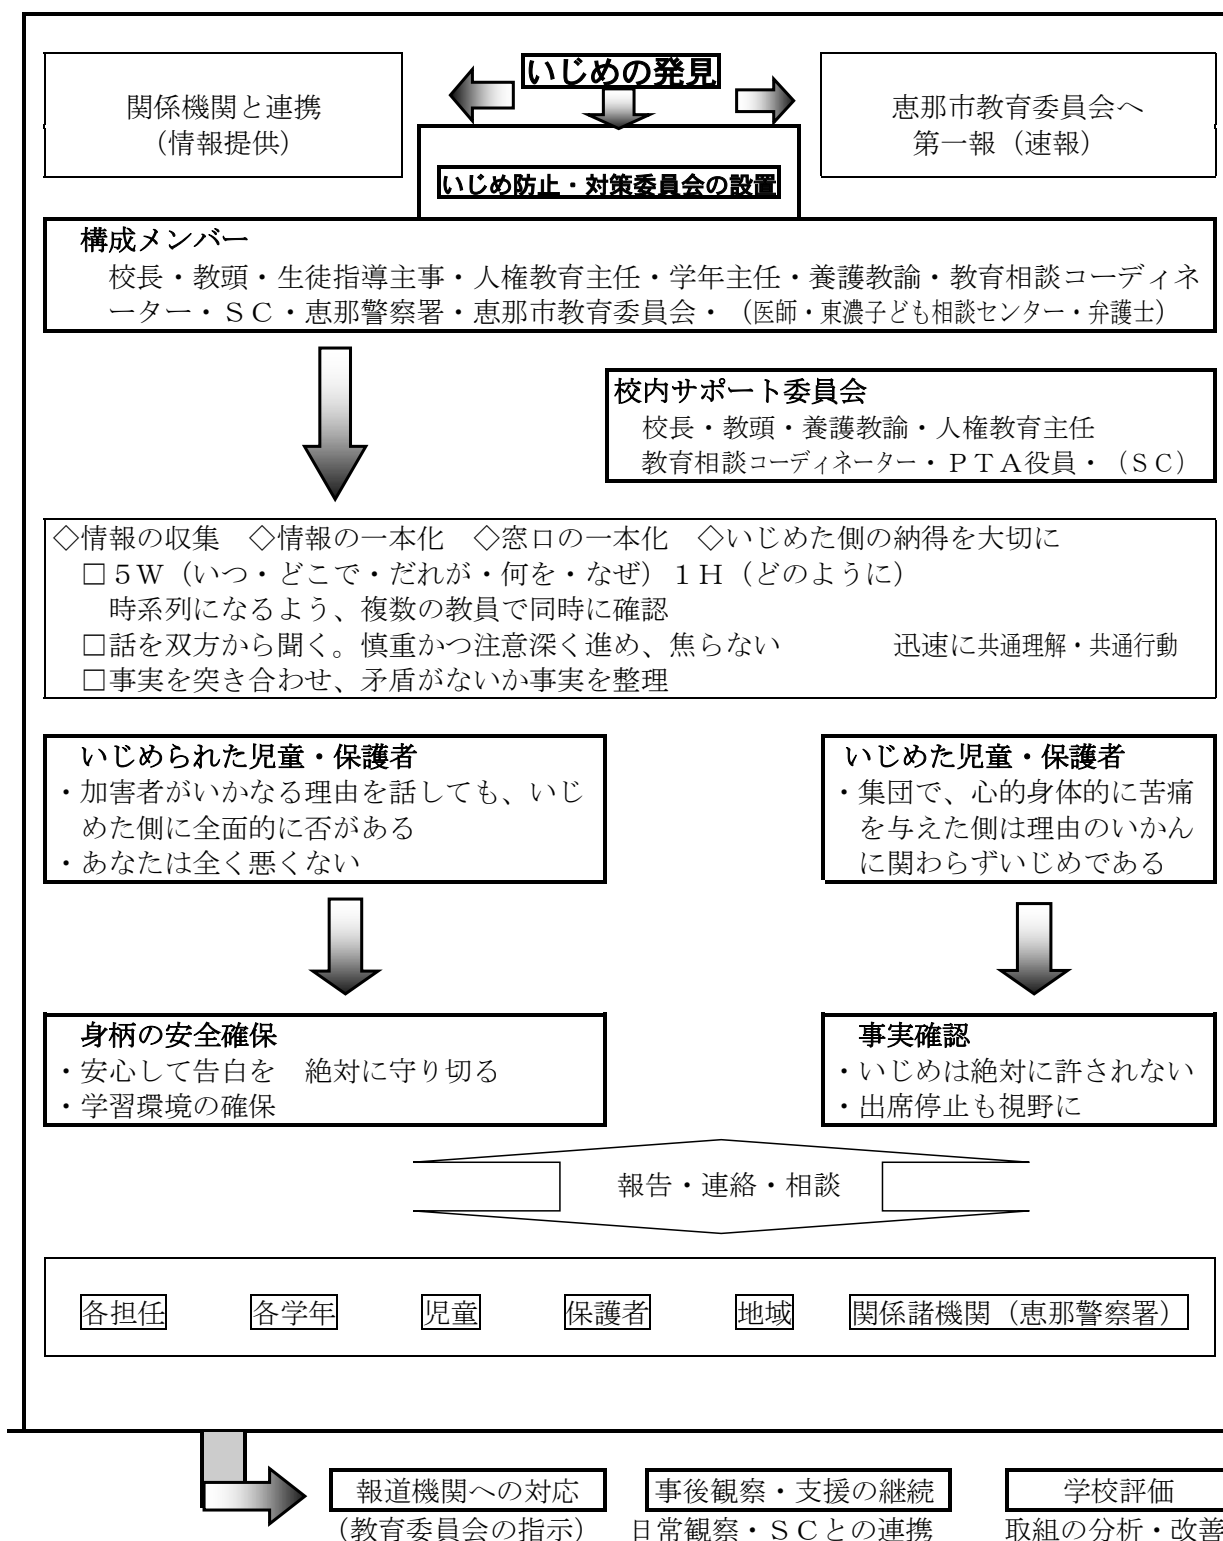 いじめの発見
関係機関と連携
（情報提供）
恵那市教育委員会へ
第一報（速報）
いじめ防止・対策委員会の設置
構成メンバー
校長・教頭・生徒指導主事・人権教育主任・学年主任・養護教諭・教育相談コーディネ
ーター・ＳＣ・恵那警察署・恵那市教育委員会・（医師・東濃子ども相談センター・弁護士）
校内サポート委員会
校長・教頭・養護教諭・人権教育主任
教育相談コーディネーター・ＰＴＡ役員・（ＳＣ）
◇情報の収集　◇情報の一本化　◇窓口の一本化　◇いじめた側の納得を大切に
□５Ｗ（いつ・どこで・だれが・何を・なぜ）１Ｈ（どのように）
時系列になるよう、複数の教員で同時に確認
□話を双方から聞く。慎重かつ注意深く進め、焦らない　　　　迅速に共通理解・共通行動
□事実を突き合わせ、矛盾がないか事実を整理
いじめられた児童・保護者
・加害者がいかなる理由を話しても、いじ
めた側に全面的に否がある
・あなたは全く悪くない
いじめた児童・保護者
・集団で、心的身体的に苦痛
を与えた側は理由のいかん
に関わらずいじめである
身柄の安全確保
・安心して告白を　絶対に守り切る
・学習環境の確保
事実確認
・いじめは絶対に許されない
・出席停止も視野に
報告・連絡・相談
各担任　各学年　児童　保護者　地域　関係諸機関（恵那警察署）
報道機関への対応
（教育委員会の指示）
事後観察・支援の継続
日常観察・ＳＣとの連携
学校評価
取組の分析・改善